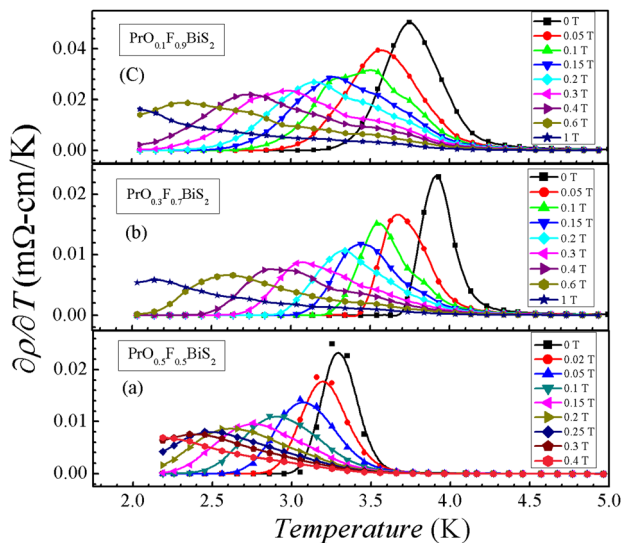 ∂ρ/∂T (mΩ-cm/K)
PrO0.1F0.9BiS2
(C)
0.04
0.02
0.00
0 T
0.05 T
0.1 T
0.15 T
0.2 T
0.3 T
0.4 T
0.6 T
1 T
PrO0.3F0.7BiS2
(b)
0.02
0.01
0.00
0 T
0.05 T
0.1 T
0.15 T
0.2 T
0.3 T
0.4 T
0.6 T
1 T
PrO0.5F0.5BiS2
(a)
0.02
0.01
0.00
0 T
0.02 T
0.05 T
0.1 T
0.15 T
0.2 T
0.25 T
0.3 T
0.4 T
2.0 2.5 3.0 3.5 4.0 4.5 5.0
Temperature (K)